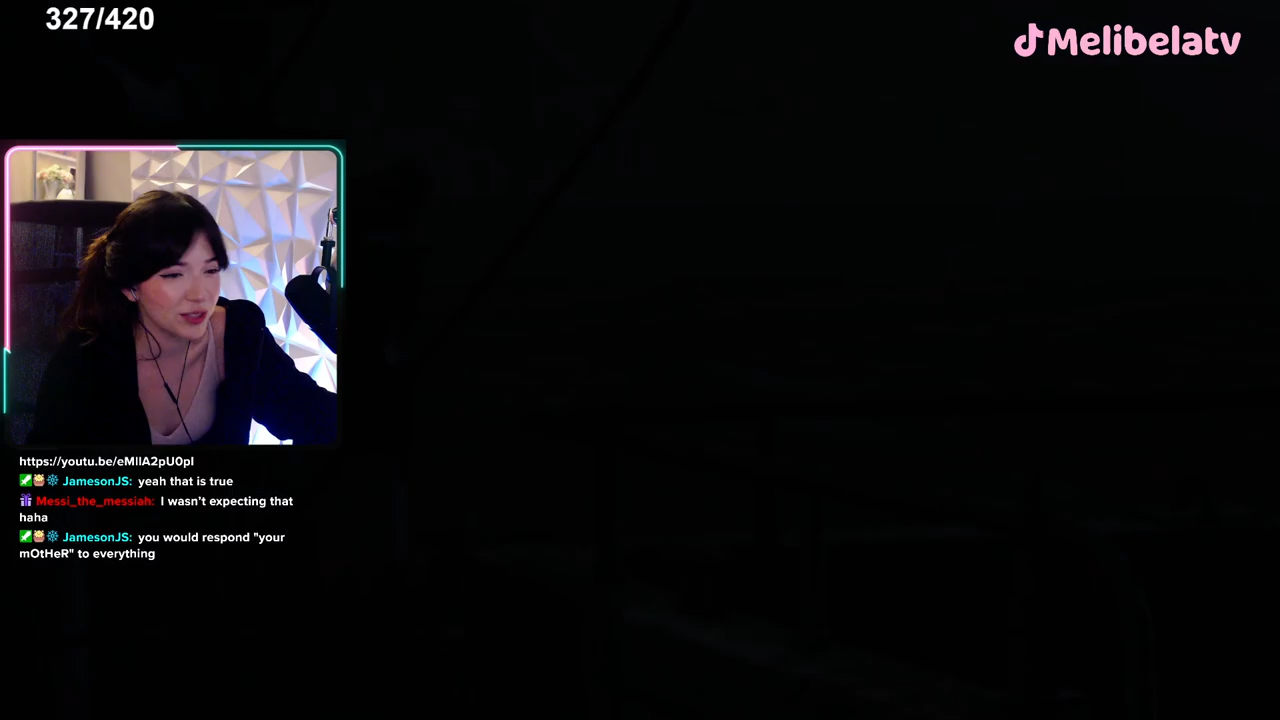 327/420
Melibelatv
https://youtu.be/eMlIA2pU0pI
JamesonJS: yeah that is true
Messi_the_messiah: I wasn't expecting that
haha
JamesonJS: you would respond "your
mOtHeR" to everything